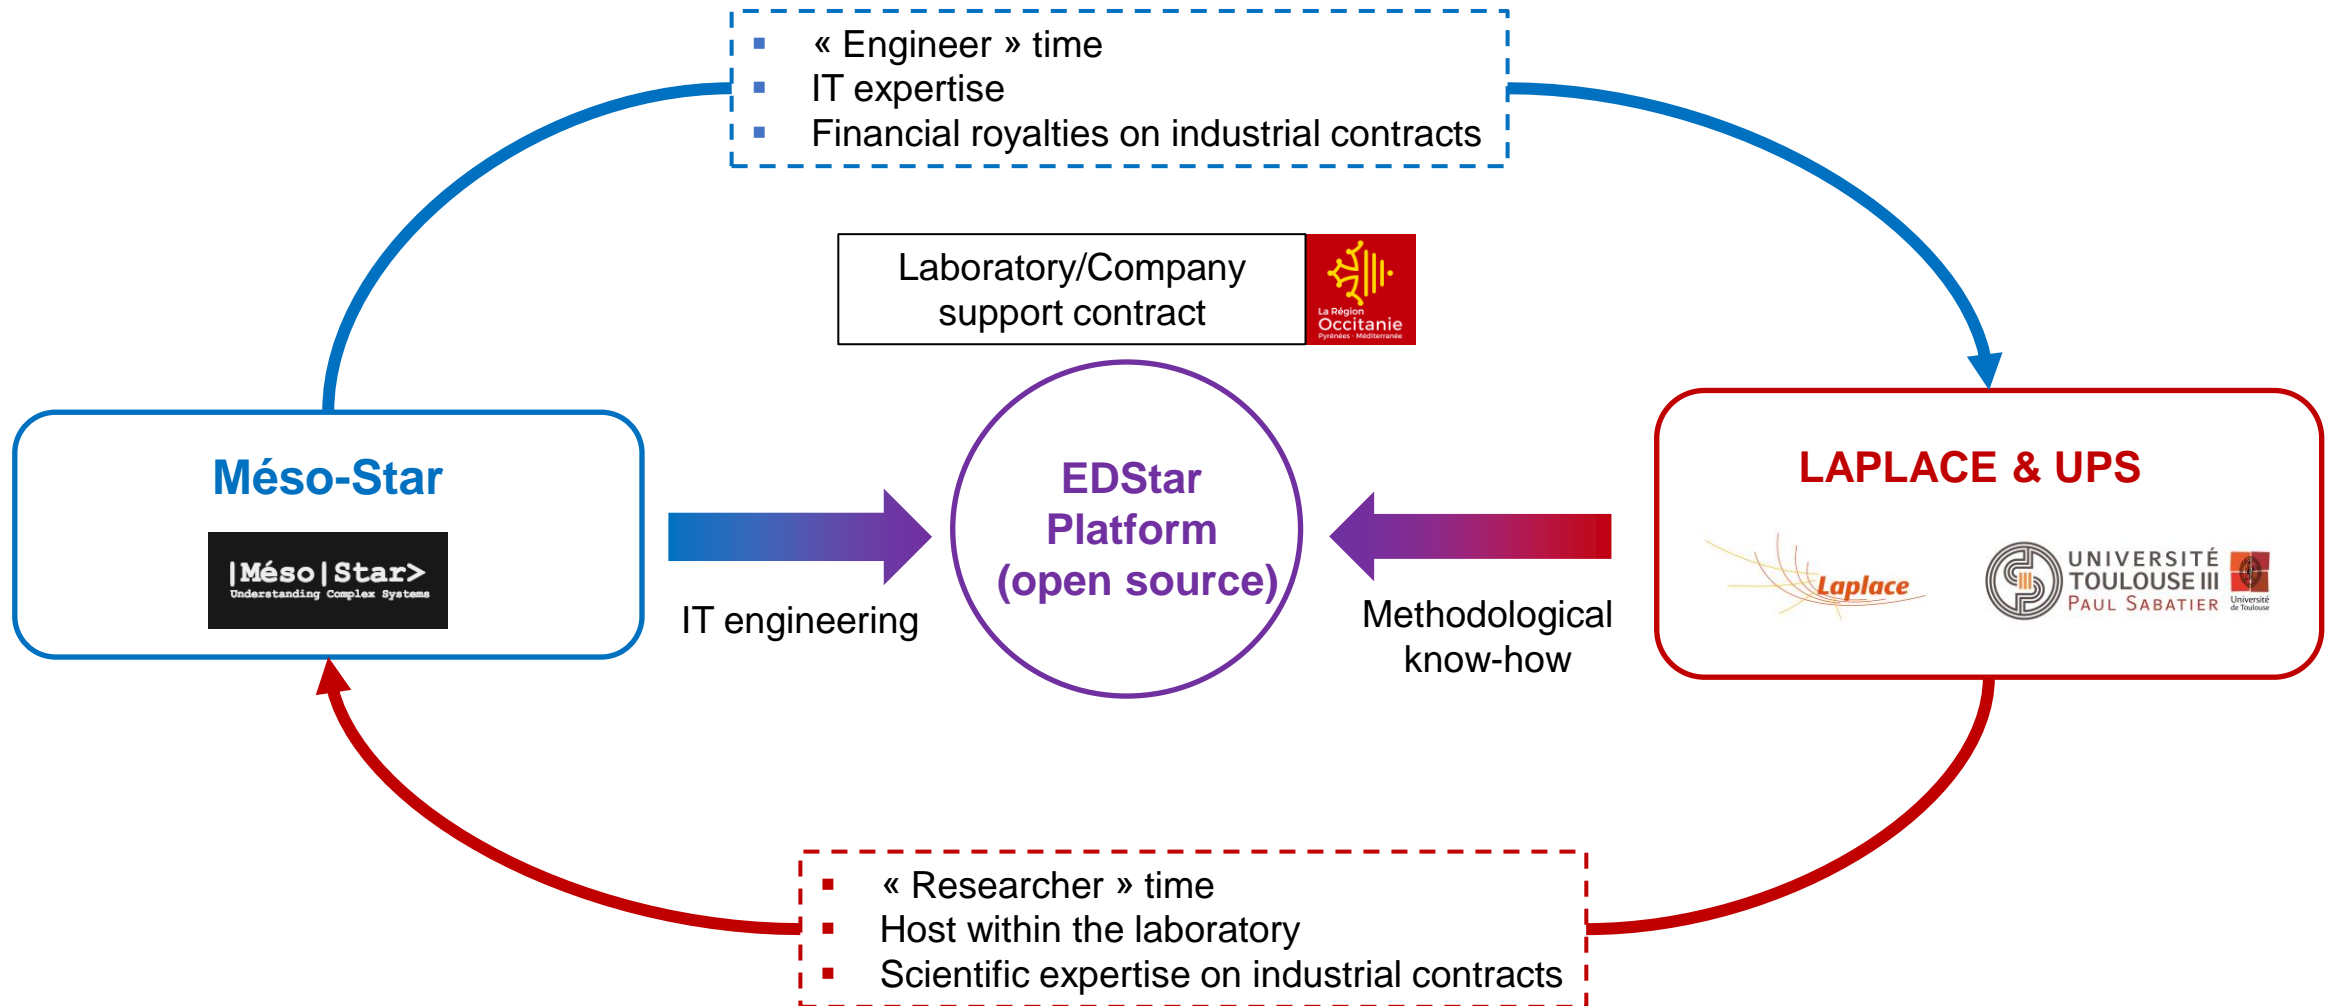 « Engineer » time
IT expertise
Financial royalties on industrial contracts
Laboratory/Company
support contract
La Région
Occitanie
Pyrénées - Méditerranée
Méso-Star
|Méso|Star>
Understanding Complex Systems
IT engineering
EDStar
Platform
(open source)
Methodological
know-how
LAPLACE & UPS
Laplace
UNIVERSITÉ
TOULOUSE III
PAUL SABATIER
Université
de Toulouse
« Researcher » time
Host within the laboratory
Scientific expertise on industrial contracts